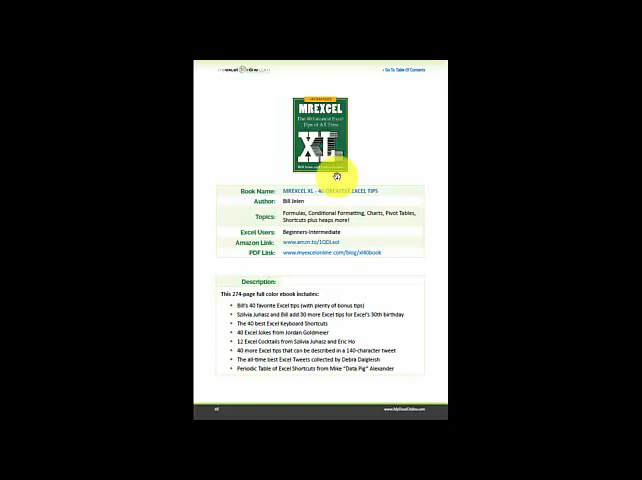 Go To Table Of Contents
MREXCEL
The 40 Greatest Excel
Tips of All Time
XL
Book Name: MREXCEL XL - 40 GREATEST EXCEL TIPS
Author: Bill Jelen
Topics: Formulas, Conditional Formatting, Charts, Pivot Tables,
Shortcuts plus heaps more!
Excel Users: Beginners-Intermediate
Amazon Link:
PDF Link: www.myexcelonline.com/blog/xl40book
Description:
This 274-page full color ebook includes:
• Bill's 40 favorite Excel tips (with plenty of bonus tips)
• Szilvia Juhasz and Bill add 30 more Excel tips for Excel's 30th birthday
• The 40 best Excel Keyboard Shortcuts
• 40 Excel Jokes from Jordan Goldmeier
• 12 Excel Cocktails from Szilvia Juhasz and Eric Ho
• 40 more Excel tips that can be described in a 140-character tweet
• The all-time best Excel Tweets collected by Debra Dalgleish
• Periodic Table of Excel Shortcuts from Mike "Data Pig" Alexander
www.MyExcelOnline.com